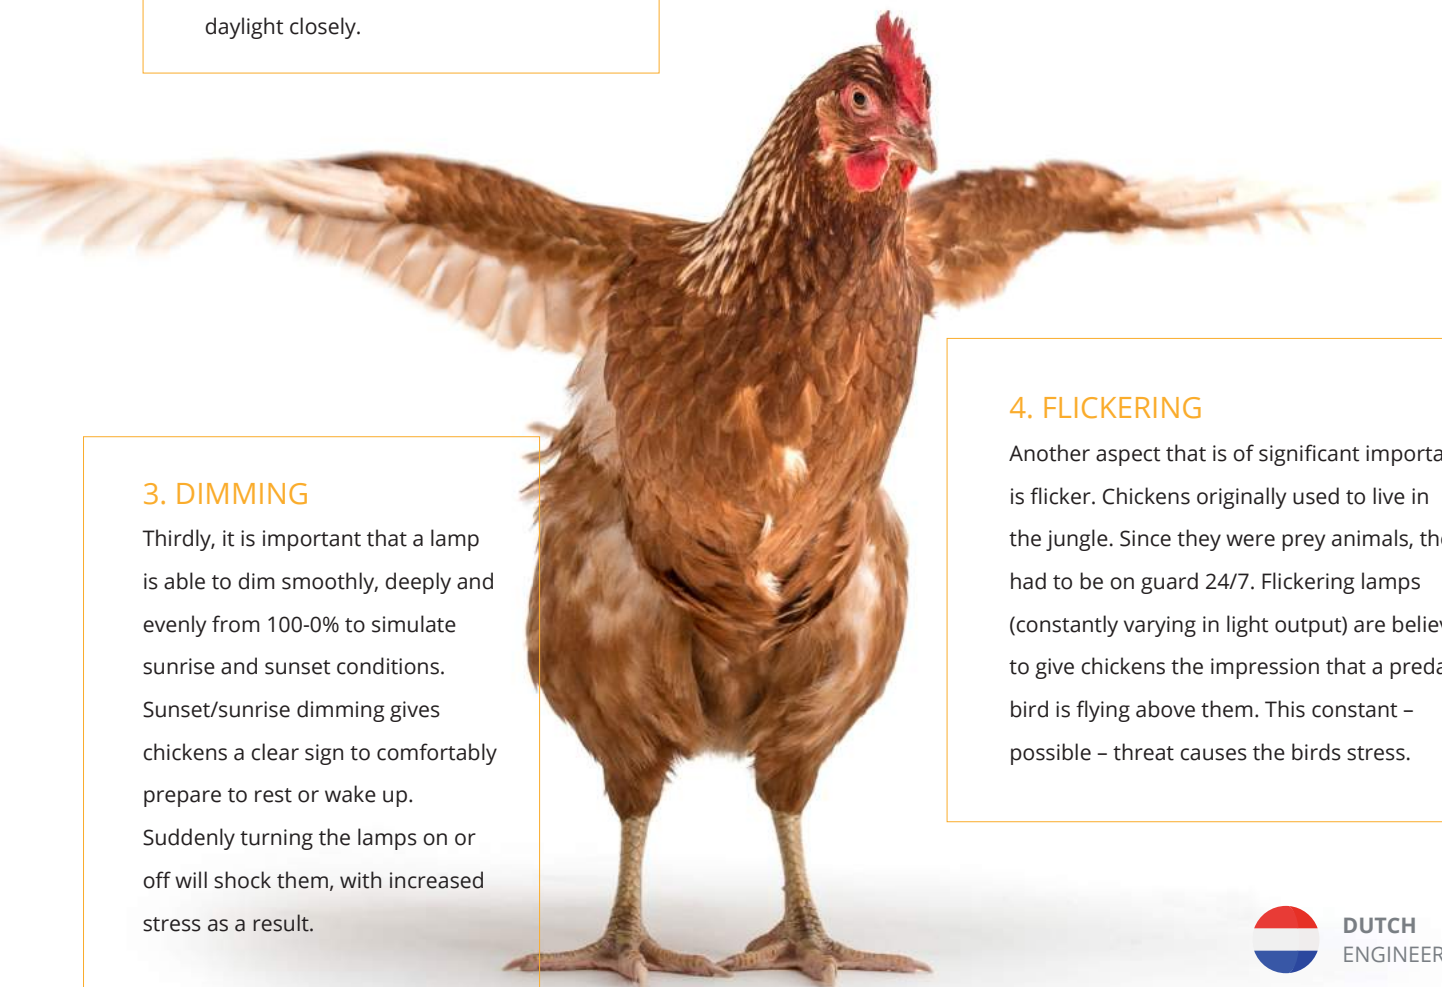 daylight closely.
3. DIMMING
Thirdly, it is important that a lamp
is able to dim smoothly, deeply and
evenly from 100-0% to simulate
sunrise and sunset conditions.
Sunset/sunrise dimming gives
chickens a clear sign to comfortably
prepare to rest or wake up.
Suddenly turning the lamps on or
off will shock them, with increased
stress as a result.
4. FLICKERING
Another aspect that is of significant
is flicker. Chickens originally used to live in
the jungle. Since they were prey animals,
had to be on guard 24/7. Flickering lamps
(constantly varying in light output) are
to give chickens the impression that a
bird is flying above them. This constant –
possible – threat causes the birds stress.
DUTCH